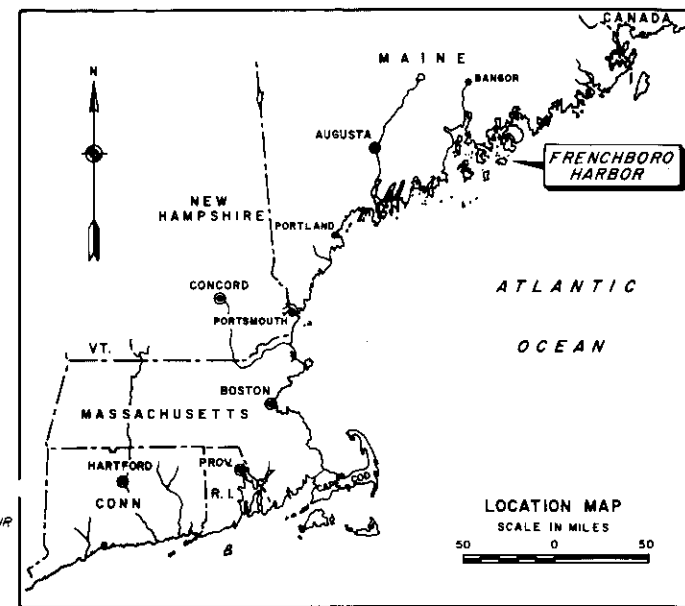 CANADA
N
MAINE
BANGOR
AUGUSTA
FRENCHBORO
HARBOR
NEW
HAMPSHIRE
PORTLAND
CONCORD
ATLANTIC
PORTSMOUTH
OCEAN
VT.
BOSTON
MASSACHUSETTS
HARTFORD
PROV.
CAPE COD
R.I.
CONN
LOCATION MAP
SCALE IN MILES
50 0 50